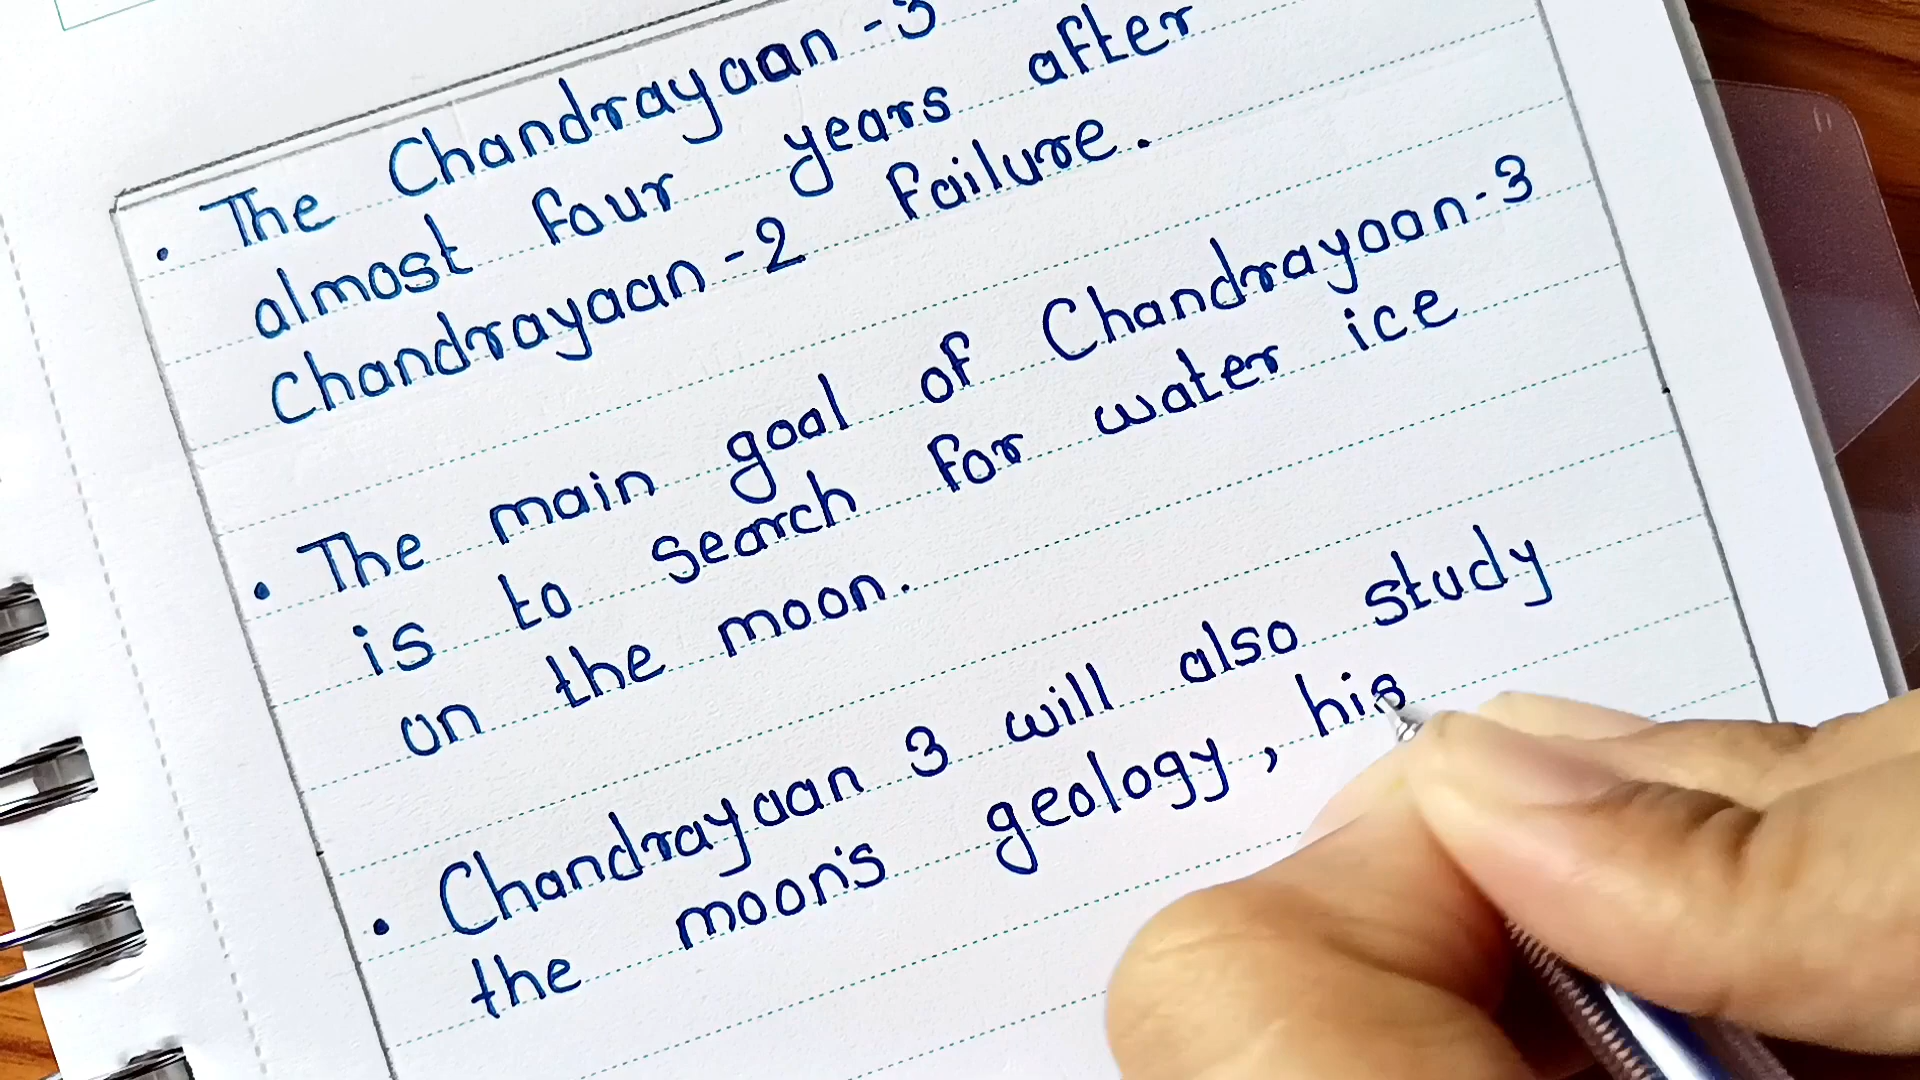 • The Chandrayaan -3
almost four years after
Chandrayaan -2 failure.
• The main goal of Chandrayaan-3
is to search for water ice
on the moon.
• Chandrayaan 3 will also study
the moon's geology, his